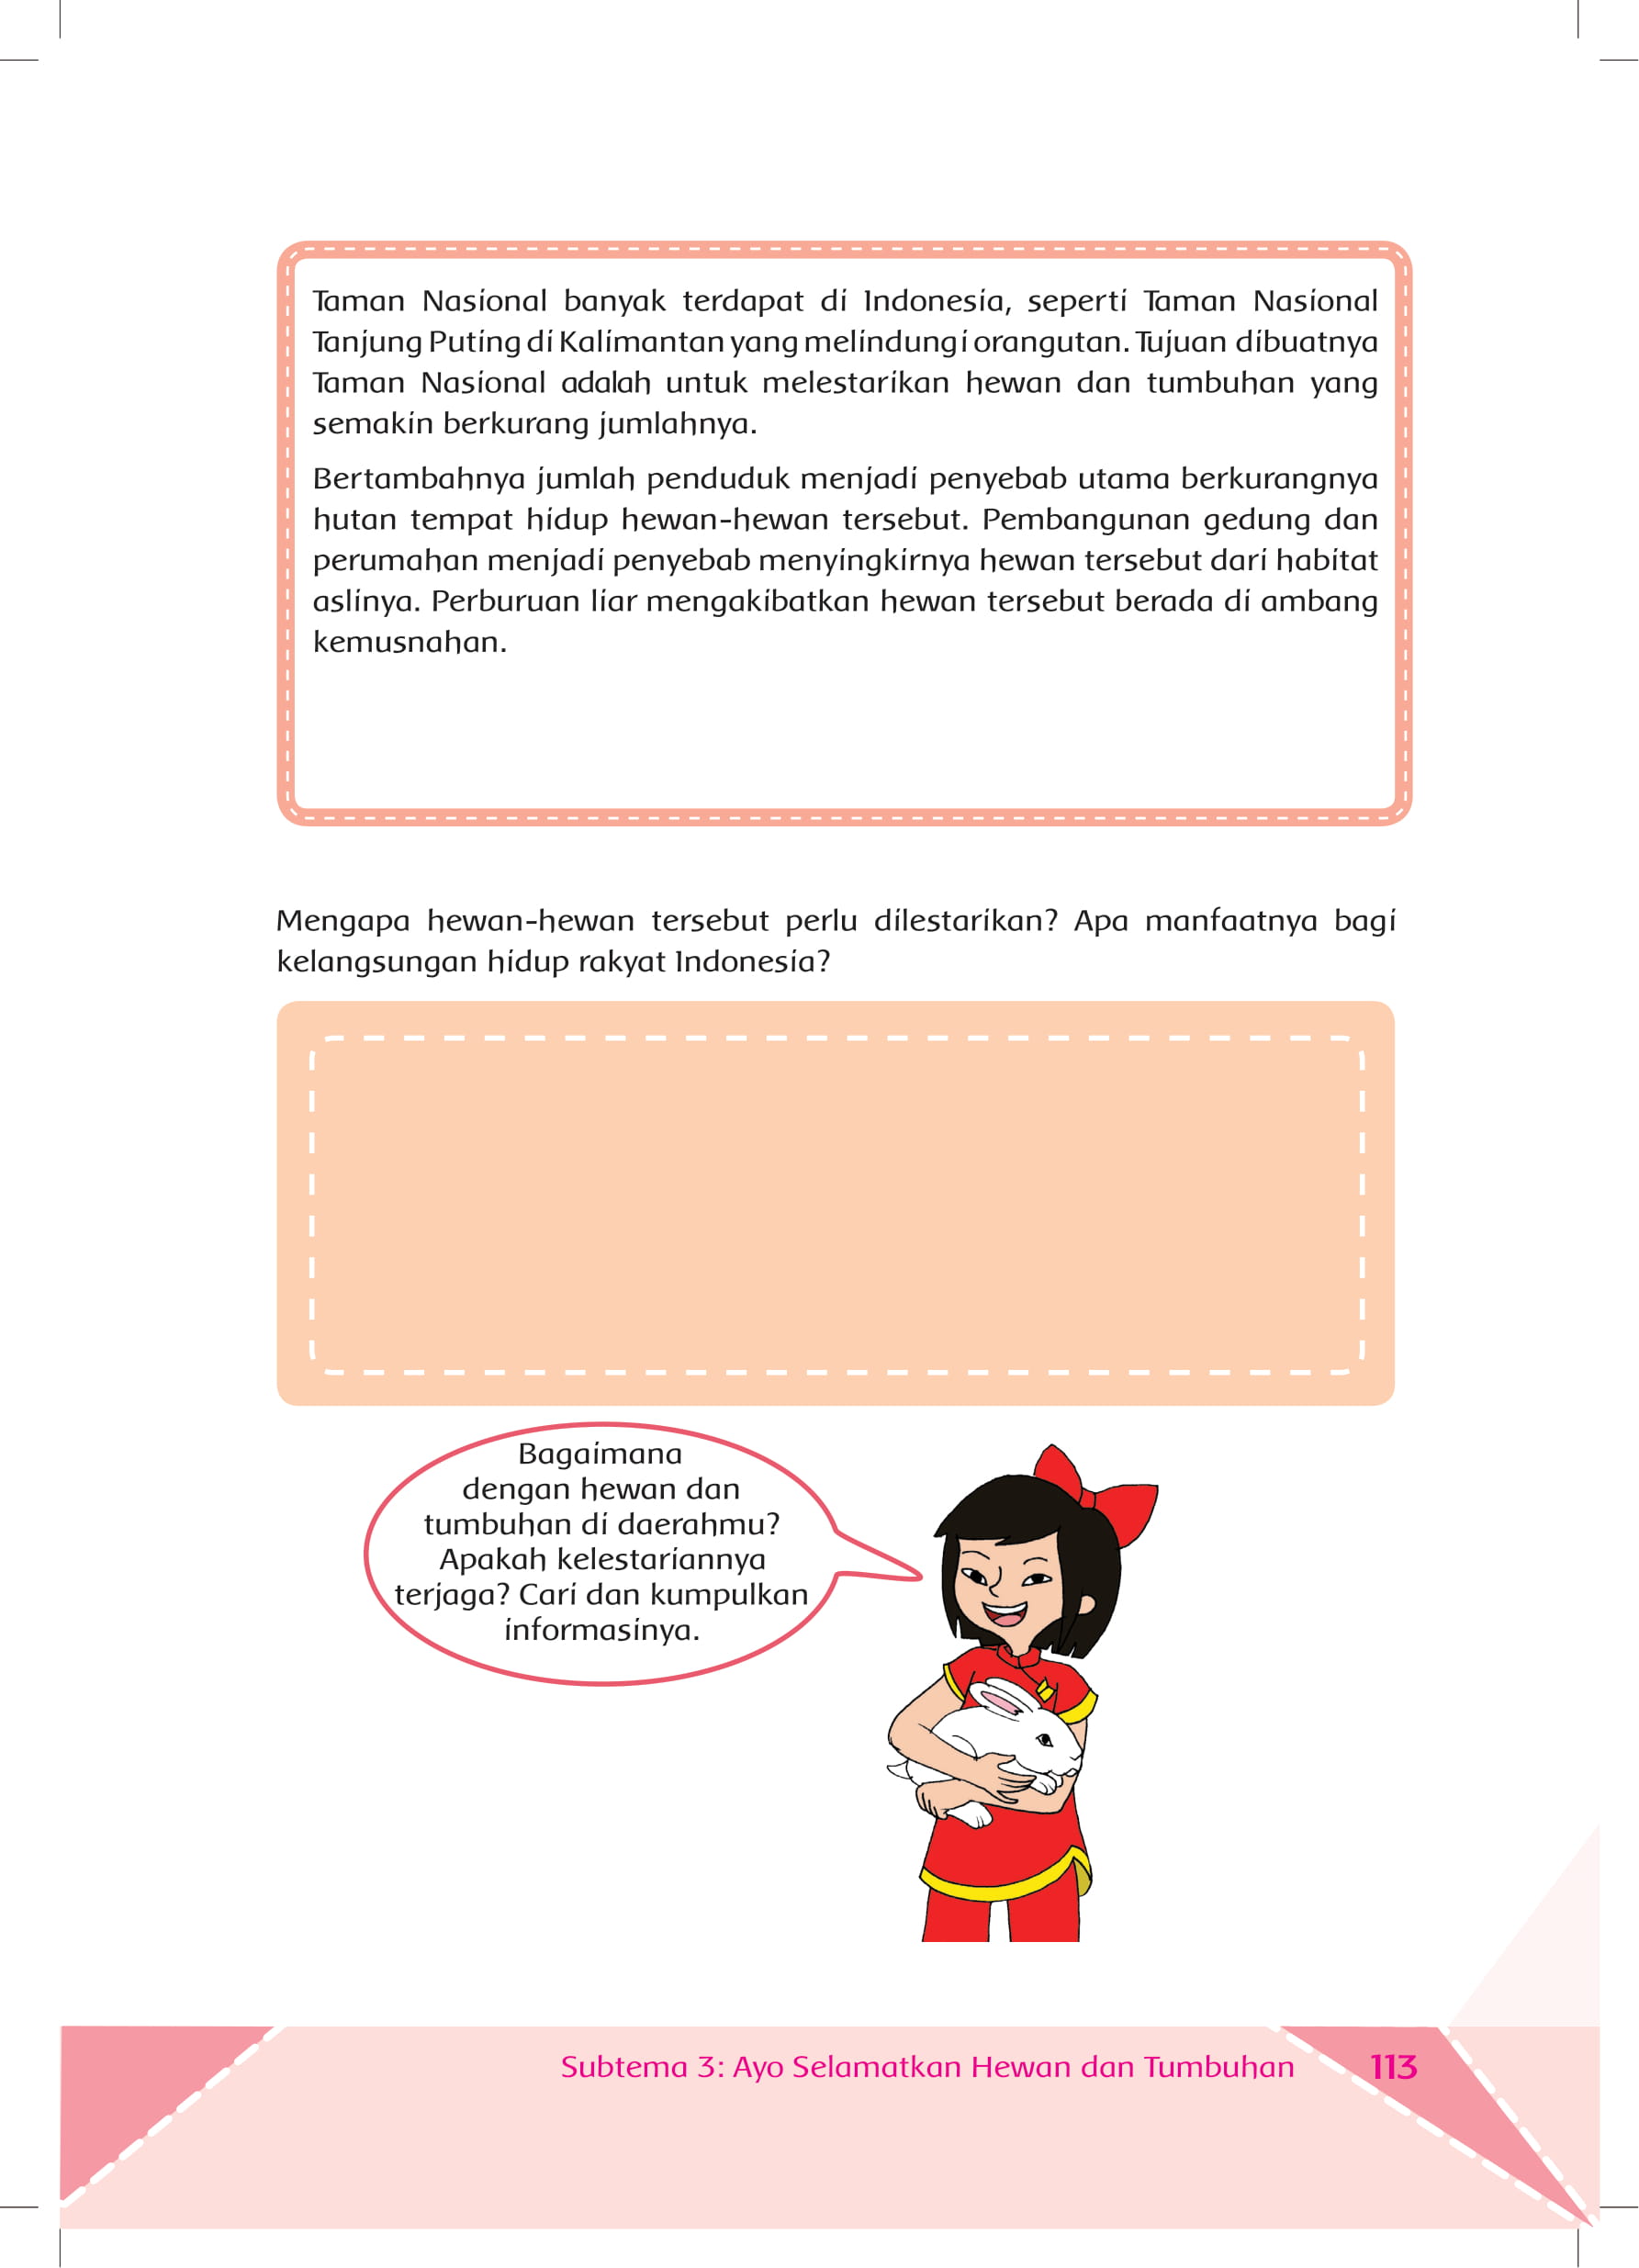 Taman Nasional banyak terdapat di Indonesia, seperti Taman Nasional
Tanjung Puting di Kalimantan yang melindungi orangutan. Tujuan dibuatnya
Taman Nasional adalah untuk melestarikan hewan dan tumbuhan yang
semakin berkurang jumlahnya.
Bertambahnya jumlah penduduk menjadi penyebab utama berkurangnya
hutan tempat hidup hewan-hewan tersebut. Pembangunan gedung dan
perumahan menjadi penyebab menyingkirnya hewan tersebut dari habitat
aslinya. Perburuan liar mengakibatkan hewan tersebut berada di ambang
kemusnahan.
Mengapa hewan-hewan tersebut perlu dilestarikan? Apa manfaatnya bagi
kelangsungan hidup rakyat Indonesia?
Bagaimana
dengan hewan dan
tumbuhan di daerahmu?
Apakah kelestariannya
terjaga? Cari dan kumpulkan
informasinya.
Subtema 3: Ayo Selamatkan Hewan dan Tumbuhan 113